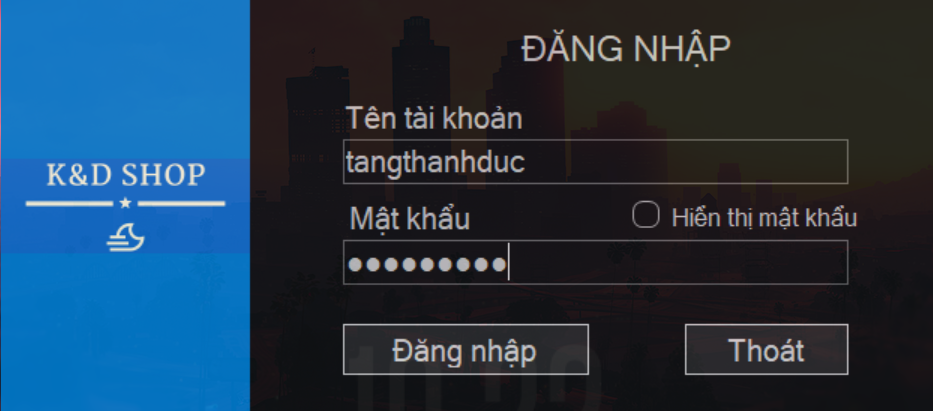 K&D SHOP
ĐĂNG NHẬP
Tên tài khoản
tangthanhduc
Mật khẩu
Hiển thị mật khẩu
●●●●●●●●●
Đăng nhập
Thoát